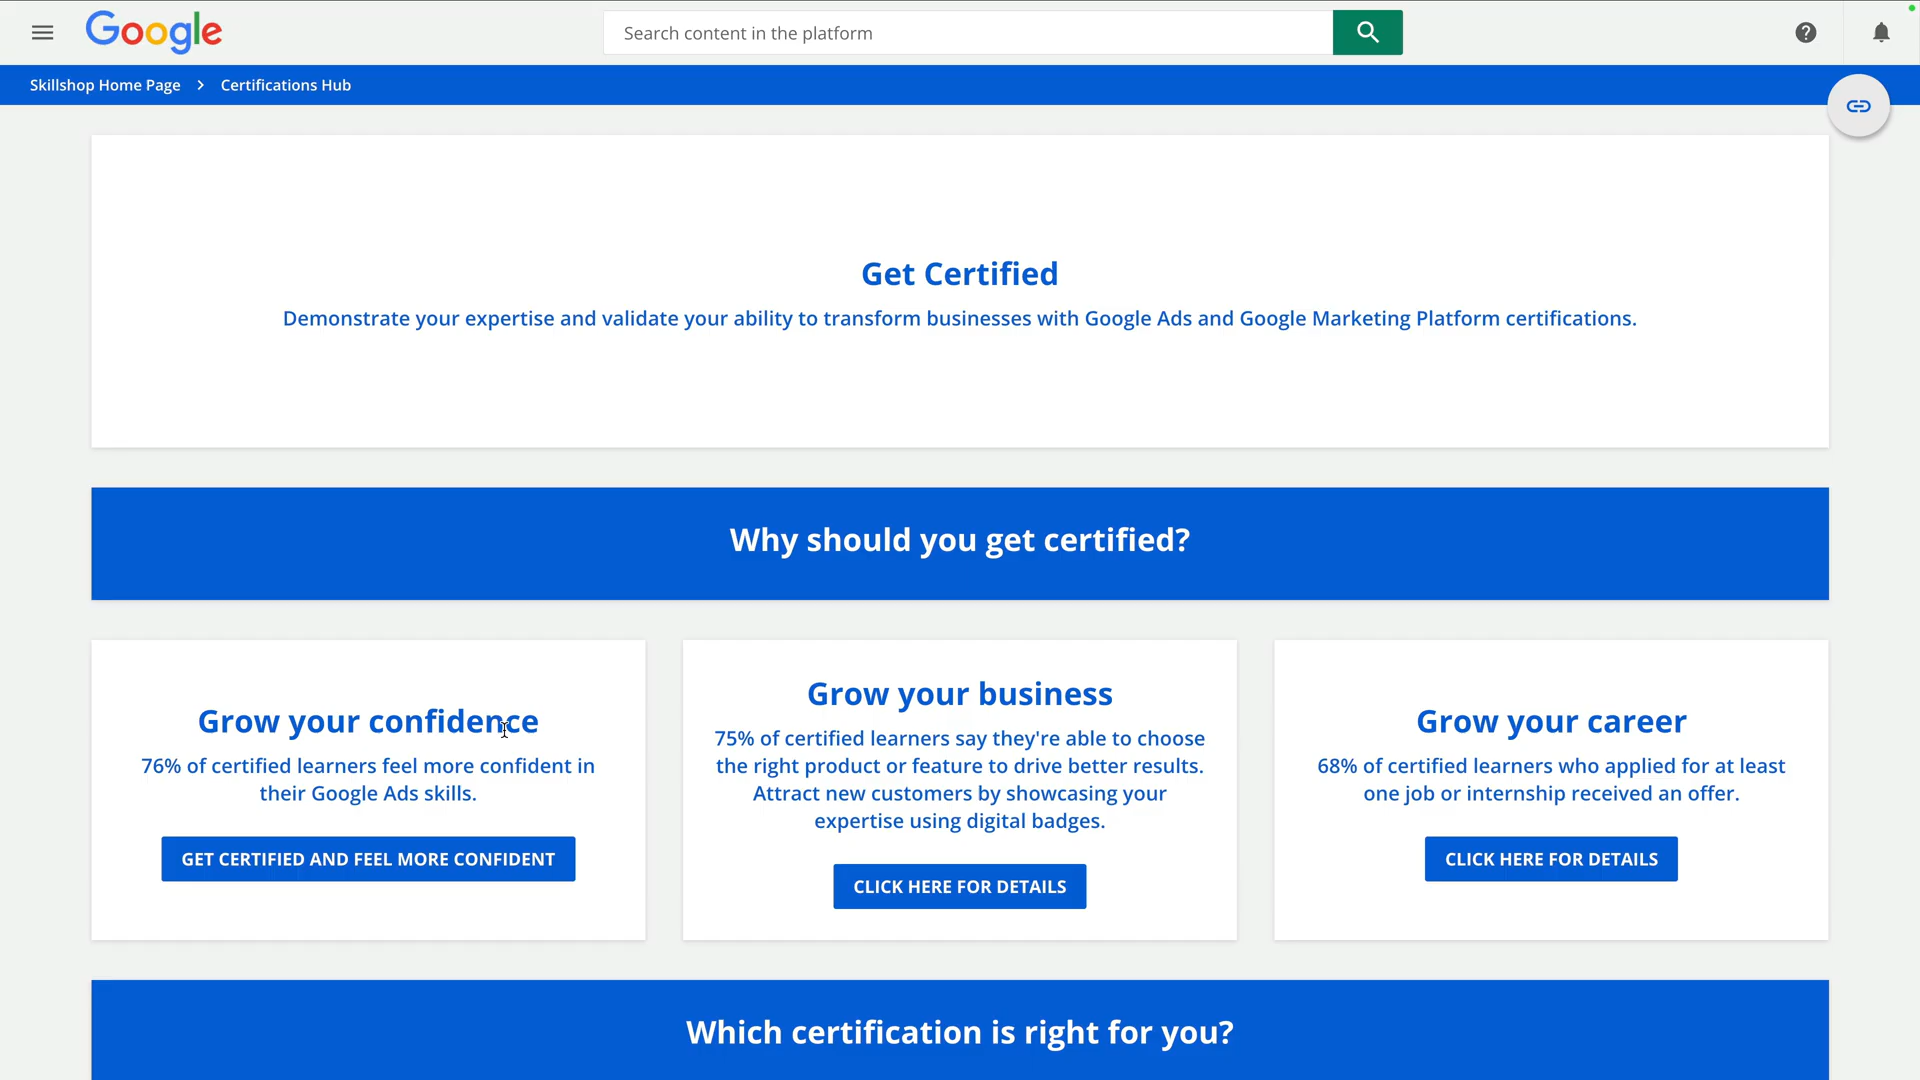 Google
Search content in the platform
Skillshop Home Page > Certifications Hub
Get Certified
Demonstrate your expertise and validate your ability to transform businesses with Google Ads and Google Marketing Platform certifications.
Why should you get certified?
Grow your confidence
76% of certified learners feel more confident in
their Google Ads skills.
GET CERTIFIED AND FEEL MORE CONFIDENT
Grow your business
75% of certified learners say they're able to choose
the right product or feature to drive better results.
Attract new customers by showcasing your
expertise using digital badges.
CLICK HERE FOR DETAILS
Grow your career
68% of certified learners who applied for at least
one job or internship received an offer.
CLICK HERE FOR DETAILS
Which certification is right for you?